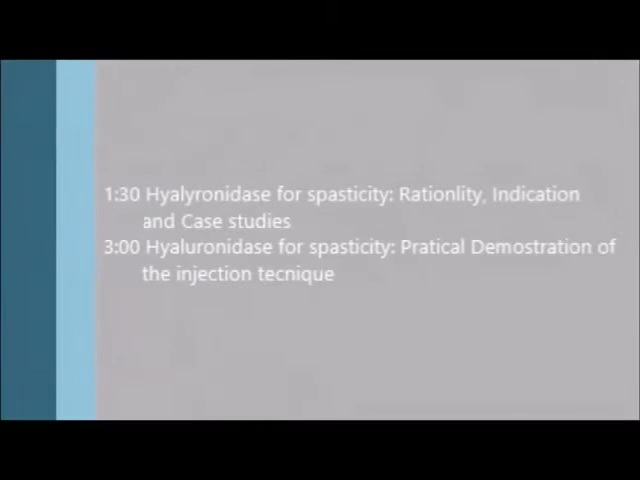 1:30 Hyalyronidase for spasticity: Rationlity, Indication
and Case studies
3:00 Hyaluronidase for spasticity: Pratical Demostration of
the injection tecnique